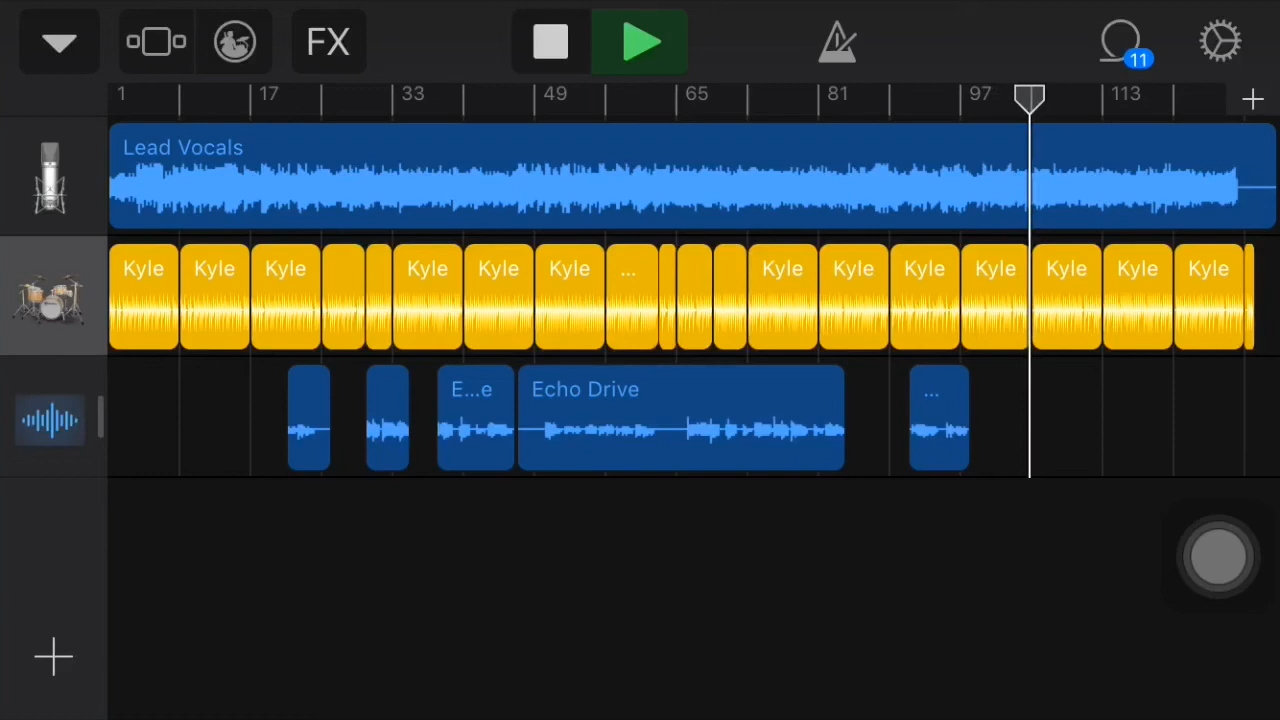 FX
11
1 17 33 49 65 81 97 113
Lead Vocals
Kyle Kyle Kyle Kyle Kyle Kyle ... Kyle Kyle Kyle Kyle Kyle Kyle Kyle
E...e Echo Drive ...